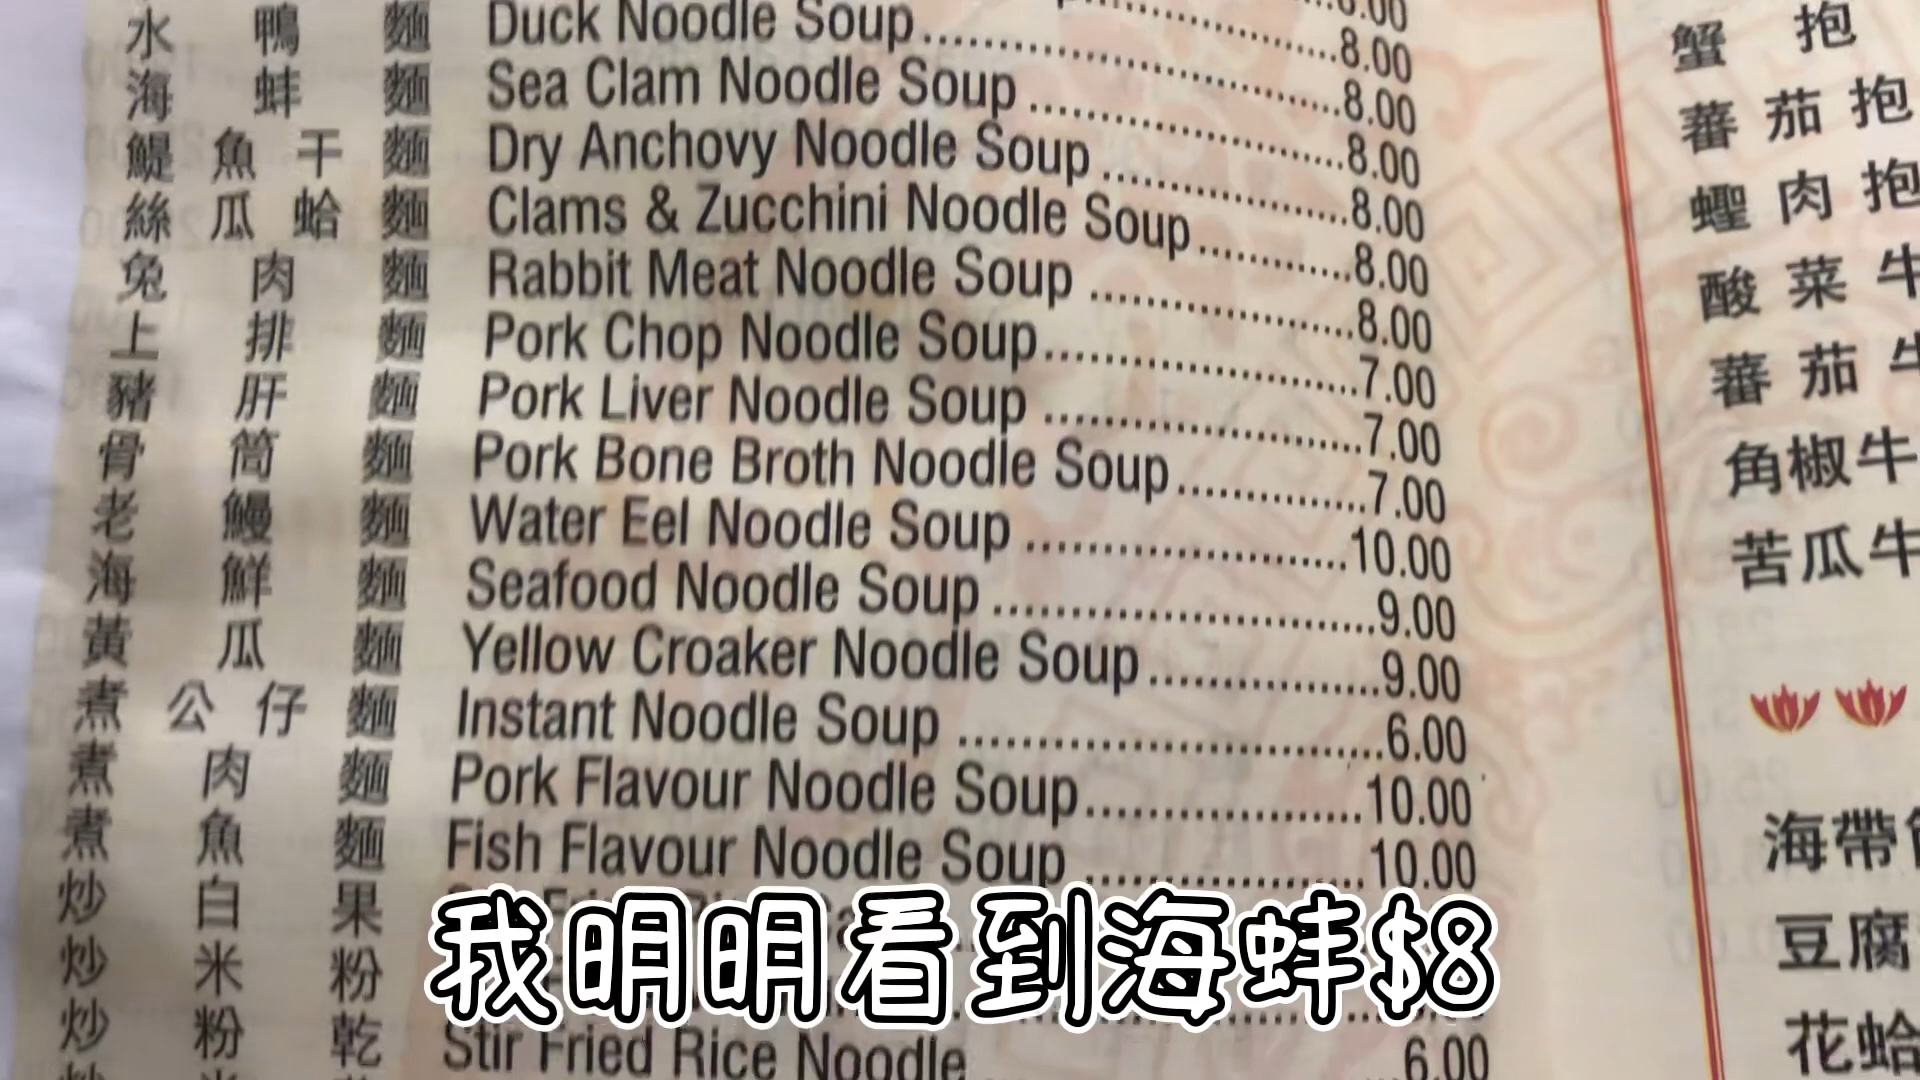 水鴨麵 Duck Noodle Soup 8.00
海蚌麵 Sea Clam Noodle Soup 8.00
鯷魚干麵 Dry Anchovy Noodle Soup 8.00
絲瓜蛤麵 Clams & Zucchini Noodle Soup 8.00
兔肉麵 Rabbit Meat Noodle Soup 8.00
上排麵 Pork Chop Noodle Soup 7.00
豬肝麵 Pork Liver Noodle Soup 7.00
骨筒麵 Pork Bone Broth Noodle Soup 7.00
老鰻麵 Water Eel Noodle Soup 10.00
海鮮麵 Seafood Noodle Soup 9.00
黃瓜麵 Yellow Croaker Noodle Soup 9.00
煮公仔麵 Instant Noodle Soup 6.00
煮肉麵 Pork Flavour Noodle Soup 10.00
煮魚麵 Fish Flavour Noodle Soup 10.00
炒白果
炒米粉
炒粉乾 Stir Fried Rice Noodle 6.00
蟹抱
蕃茄抱
蟶肉抱
酸菜牛
蕃茄牛
角椒牛
苦瓜牛
海帶
豆腐
花蛤
我明明看到海蚌$8